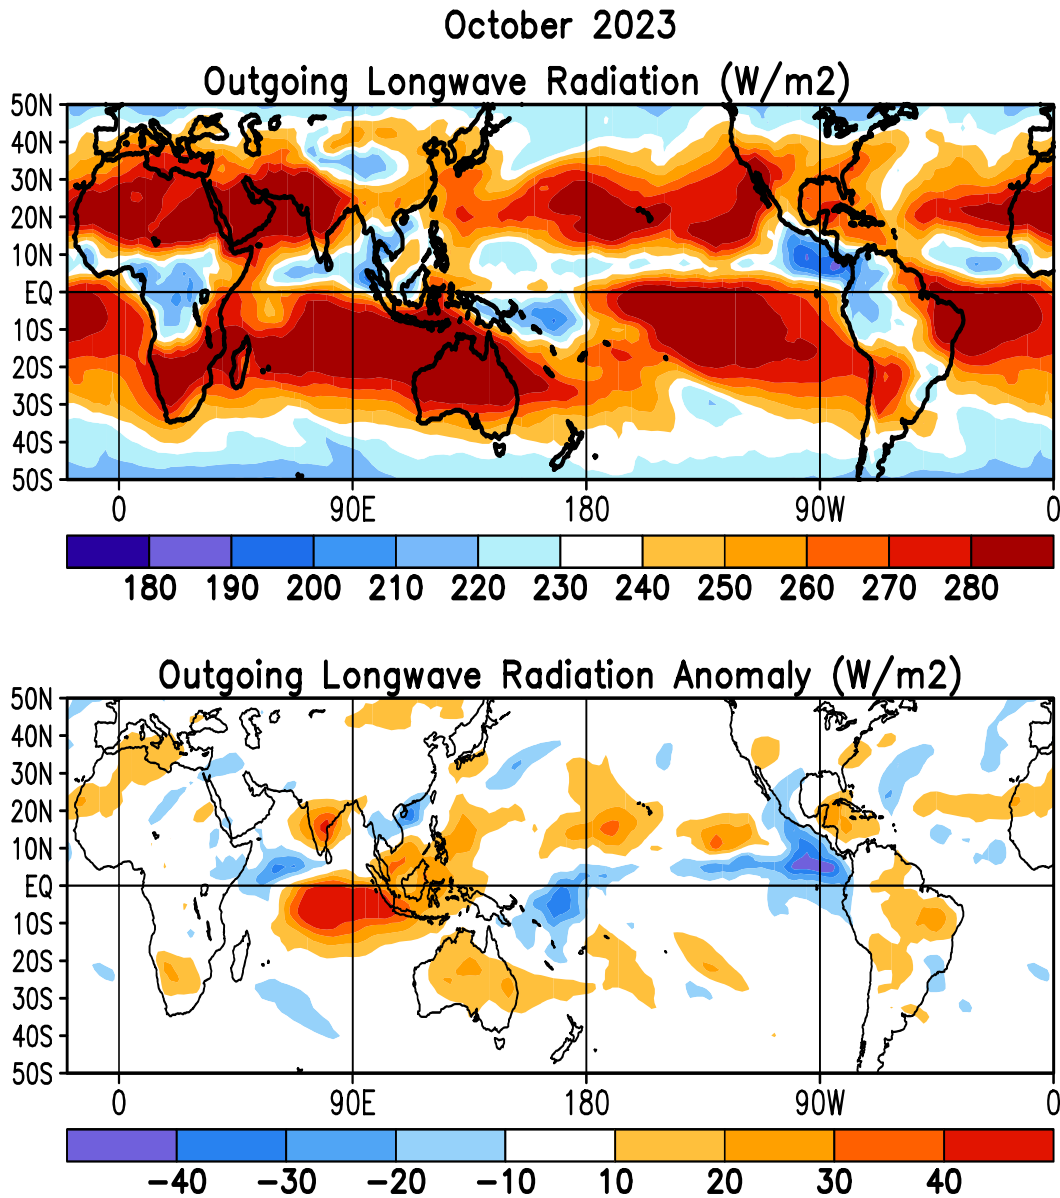 October 2023
Outgoing Longwave Radiation (W/m2)
50N
40N
30N
20N
10N
EQ
10S
20S
30S
40S
50S
0 90E 180 90W 0
180 190 200 210 220 230 240 250 260 270 280
Outgoing Longwave Radiation Anomaly (W/m2)
50N
40N
30N
20N
10N
EQ
10S
20S
30S
40S
50S
0 90E 180 90W 0
−40 −30 −20 −10 10 20 30 40